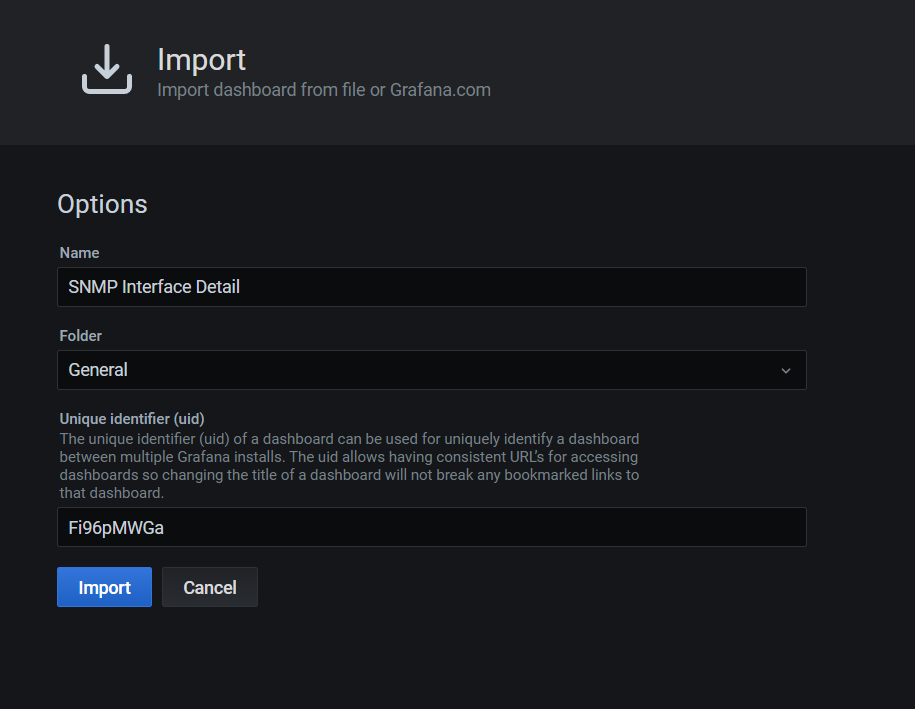 Import
Import dashboard from file or Grafana.com
Options
Name
SNMP Interface Detail
Folder
General
Unique identifier (uid)
The unique identifier (uid) of a dashboard can be used for uniquely identify a dashboard
between multiple Grafana installs. The uid allows having consistent URL's for accessing
dashboards so changing the title of a dashboard will not break any bookmarked links to
that dashboard.
Fi96pMWGa
Import
Cancel